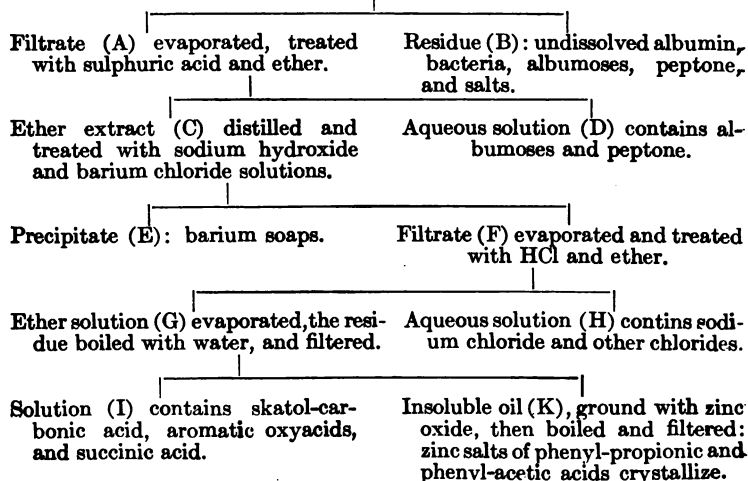 Filtrate (A) evaporated, treated
with sulphuric acid and ether.
Residue (B): undissolved albumin,
bacteria, albumoses, peptone,
and salts.
Ether extract (C) distilled and
treated with sodium hydroxide
and barium chloride solutions.
Aqueous solution (D) contains al-
bumoses and peptone.
Precipitate (E): barium soaps.
Filtrate (F) evaporated and treated
with HCl and ether.
Ether solution (G) evaporated, the resi-
due boiled with water, and filtered.
Aqueous solution (H) contins sodi-
um chloride and other chlorides.
Solution (I) contains skatol-car-
bonic acid, aromatic oxyacids,
and succinic acid.
Insoluble oil (K), ground with zinc
oxide, then boiled and filtered:
zinc salts of phenyl-propionic and
phenyl-acetic acids crystallize.